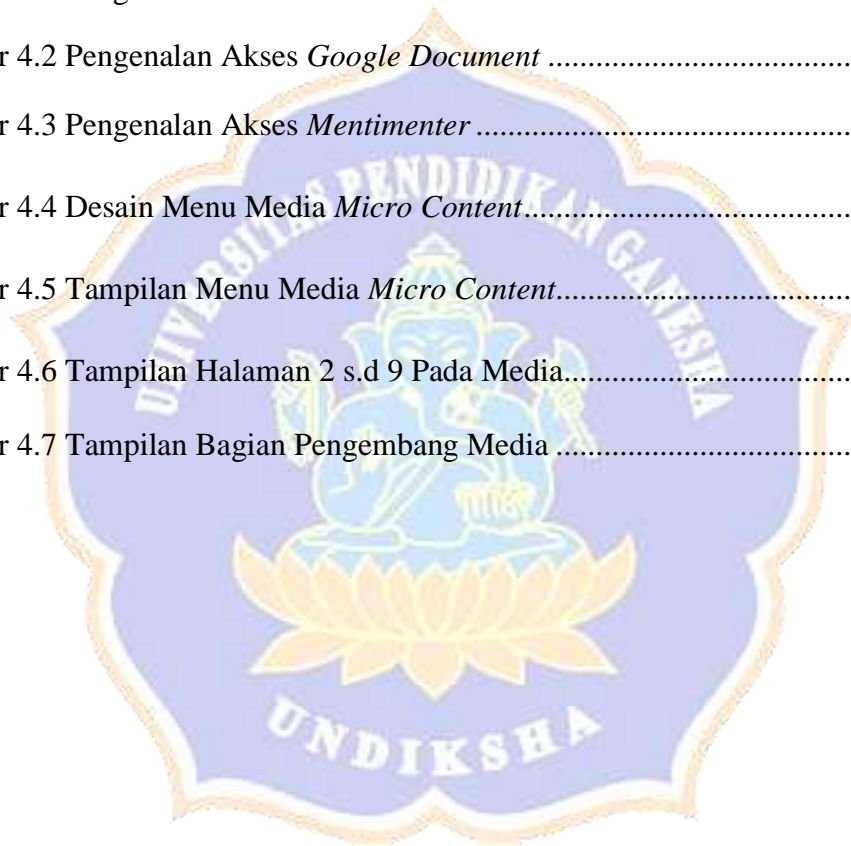 r 4.2 Pengenalan Akses Google Document ....................................
r 4.3 Pengenalan Akses Mentimenter ..............................................
r 4.4 Desain Menu Media Micro Content.......................................
r 4.5 Tampilan Menu Media Micro Content...................................
r 4.6 Tampilan Halaman 2 s.d 9 Pada Media..................................
r 4.7 Tampilan Bagian Pengembang Media ...................................
UNIVERSITAS PENDIDIKAN GANESHA
UNDIKSHA